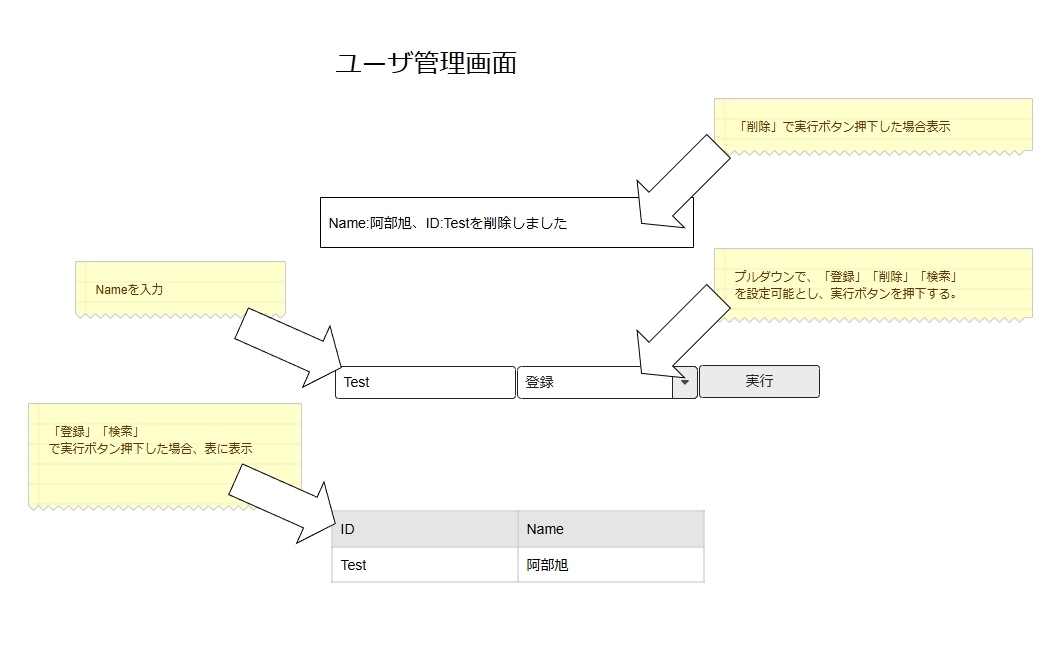 ユーザ管理画面
「削除」で実行ボタン押下した場合表示
Name:阿部旭、ID:Testを削除しました
Nameを入力
プルダウンで、「登録」「削除」「検索」
を設定可能とし、実行ボタンを押下する。
Test
登録
実行
「登録」「検索」
で実行ボタン押下した場合、表に表示
ID
Name
Test
阿部旭